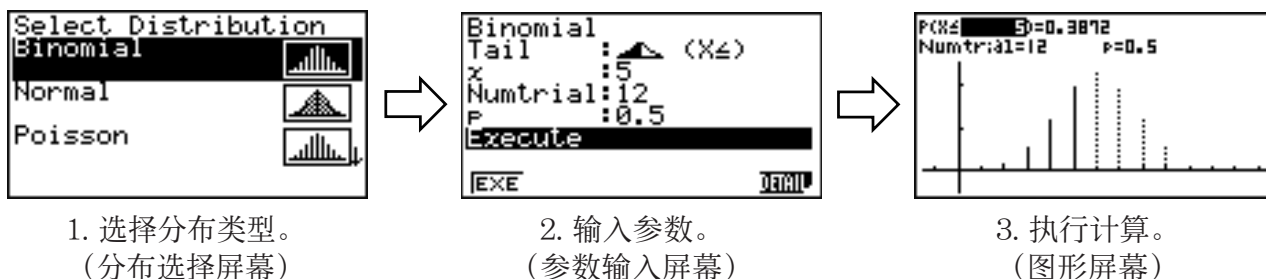 Select Distribution
Binomial
Normal
Poisson
Binomial
Tail : (X≤)
x :5
Numtrial:12
p :0.5
Execute
EXE
DETAIL
P(X≤ 5)=0.3872
Numtrial=12 p=0.5
1. 选择分布类型。
（分布选择屏幕）
2. 输入参数。
（参数输入屏幕）
3. 执行计算。
（图形屏幕）